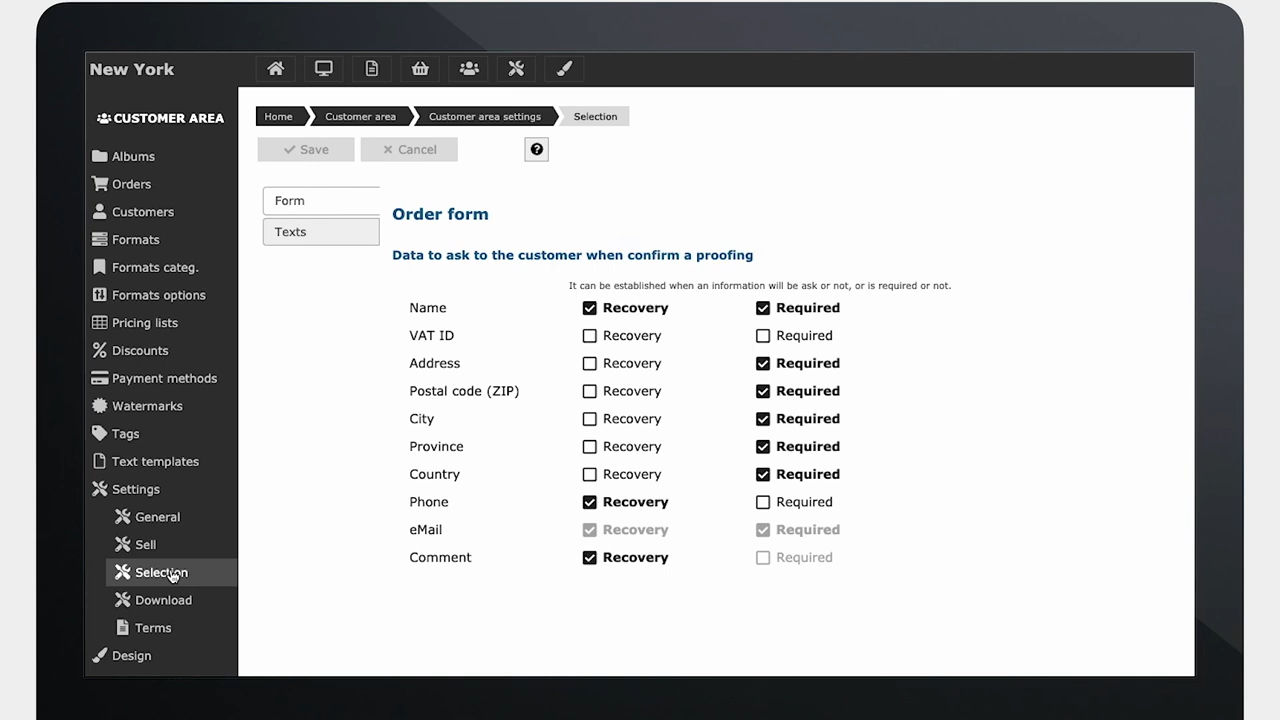 New York
CUSTOMER AREA
Albums
Orders
Customers
Formats
Formats categ.
Formats options
Pricing lists
Discounts
Payment methods
Watermarks
Tags
Text templates
Settings
General
Sell
Selection
Download
Terms
Design
Home Customer area Customer area settings Selection
Save Cancel ?
Form
Texts
Order form
Data to ask to the customer when confirm a proofing
It can be established when an information will be ask or not, or is required or not.
Name Recovery Required
VAT ID Recovery Required
Address Recovery Required
Postal code (ZIP) Recovery Required
City Recovery Required
Province Recovery Required
Country Recovery Required
Phone Recovery Required
eMail Recovery Required
Comment Recovery Required